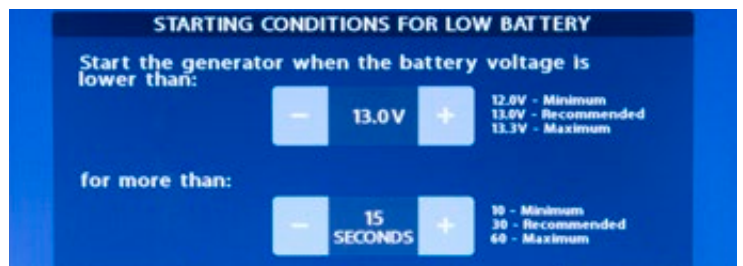 STARTING CONDITIONS FOR LOW BATTERY
Start the generator when the battery voltage is
lower than:
− 13.0V +
12.0V - Minimum
13.0V - Recommended
13.3V - Maximum
for more than:
− 15 SECONDS +
10 - Minimum
30 - Recommended
60 - Maximum